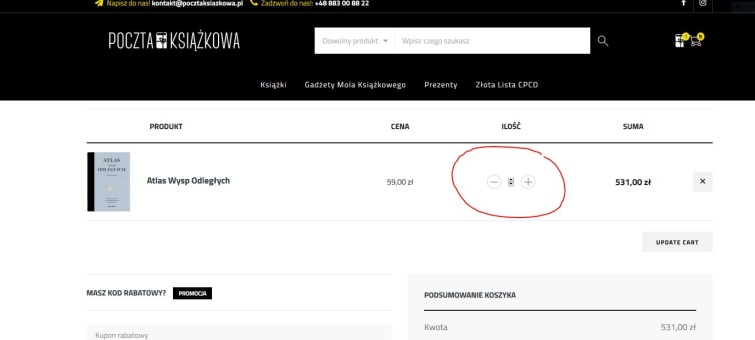 Napisz do nas! kontakt@pocztaksiazkowa.pl Zadzwoń do nas!: +48 883 00 88 22
POCZTA KSIĄŻKOWA
Dowolny produkt Wpisz czego szukasz
Książki Gadżety Mola Książkowego Prezenty Złota Lista CPCD
PRODUKT CENA ILOŚĆ SUMA
ATLAS
WYSP
ODLEGŁYCH
Atlas Wysp Odległych 59,00 zł 531,00 zł
UPDATE CART
MASZ KOD RABATOWY? PROMOCJA
PODSUMOWANIE KOSZYKA
Kupon rabatowy
Kwota 531,00 zł